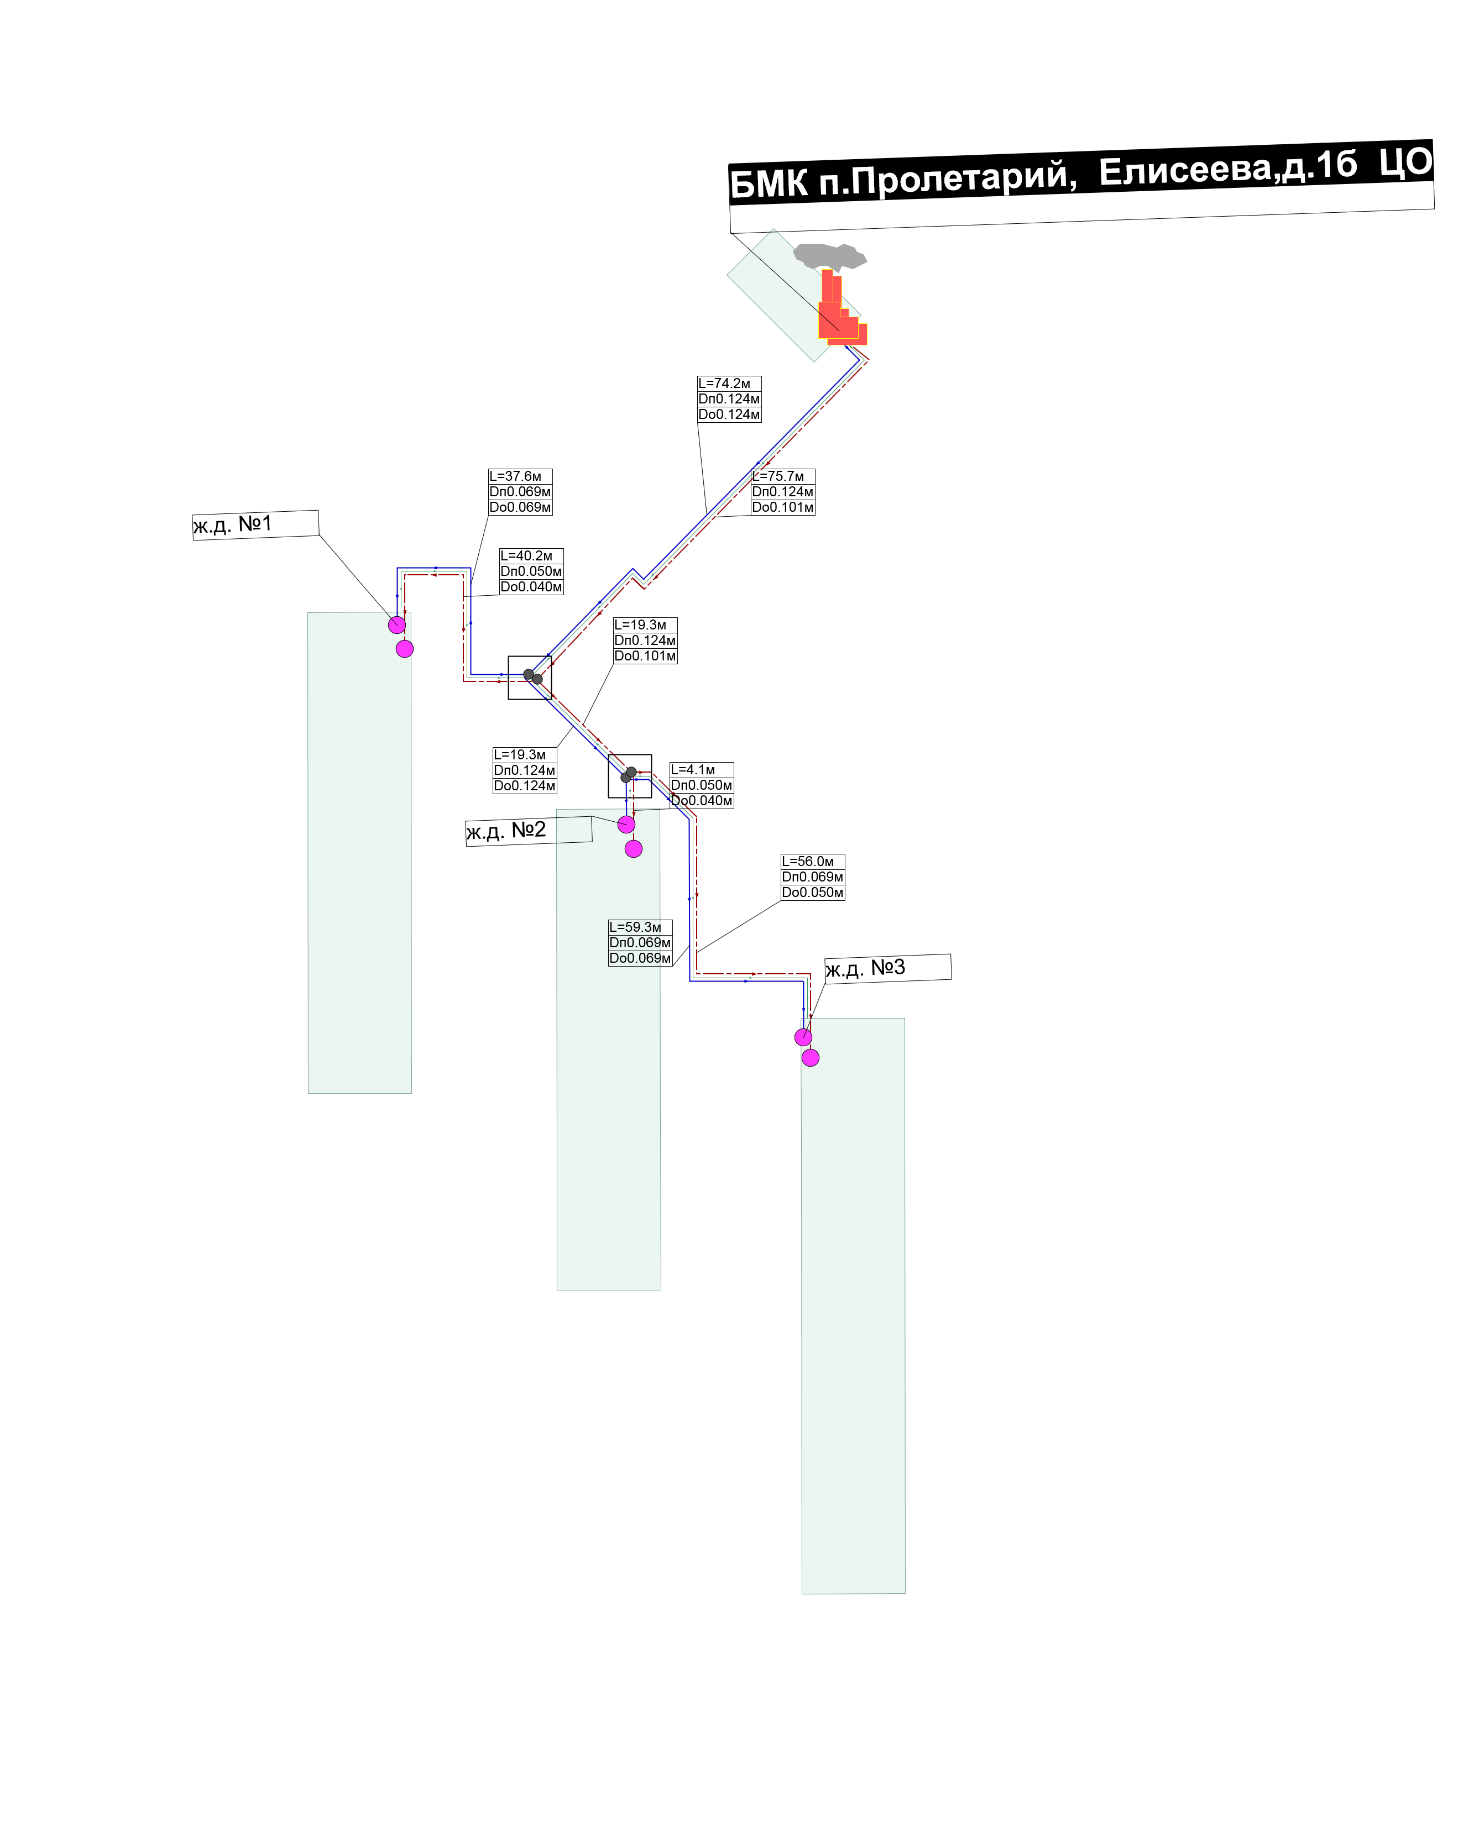 БМК п.Пролетарий, Елисеева,д.1б ЦО
L=74.2м
Dп0.124м
Dо0.124м
L=75.7м
Dп0.124м
Dо0.101м
L=37.6м
Dп0.069м
Dо0.069м
ж.д. №1
L=40.2м
Dп0.050м
Dо0.040м
L=19.3м
Dп0.124м
Dо0.101м
L=19.3м
Dп0.124м
Dо0.124м
L=4.1м
Dп0.050м
Dо0.040м
ж.д. №2
L=56.0м
Dп0.069м
Dо0.050м
L=59.3м
Dп0.069м
Dо0.069м
ж.д. №3